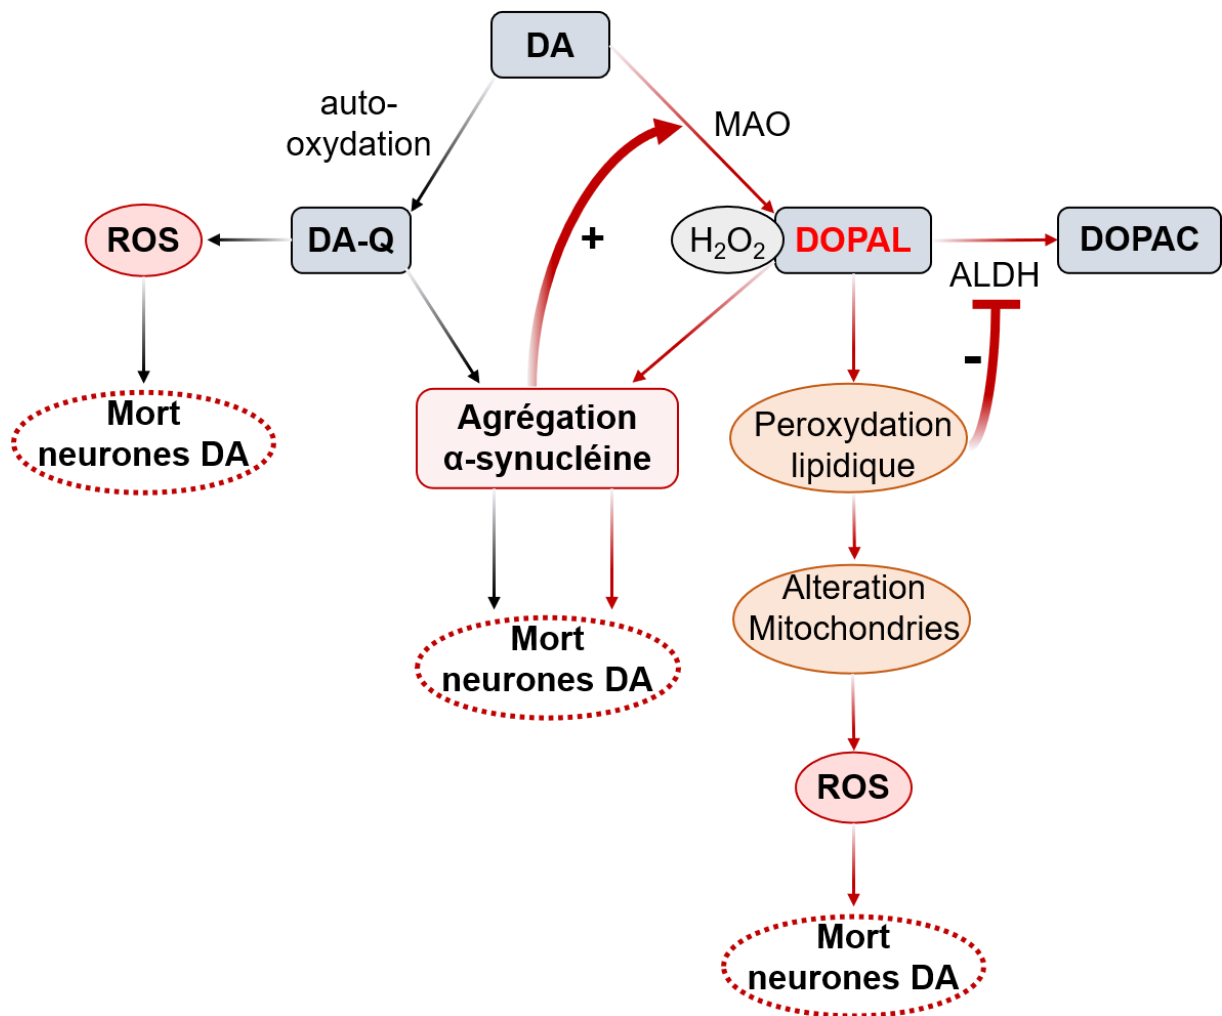 DA
auto-
oxydation
MAO
ROS
DA-Q
+
H₂O₂
DOPAL
DOPAC
ALDH
-
Mort
neurones DA
Agrégation
α-synucléine
Peroxydation
lipidique
Alteration
Mitochondries
Mort
neurones DA
ROS
Mort
neurones DA